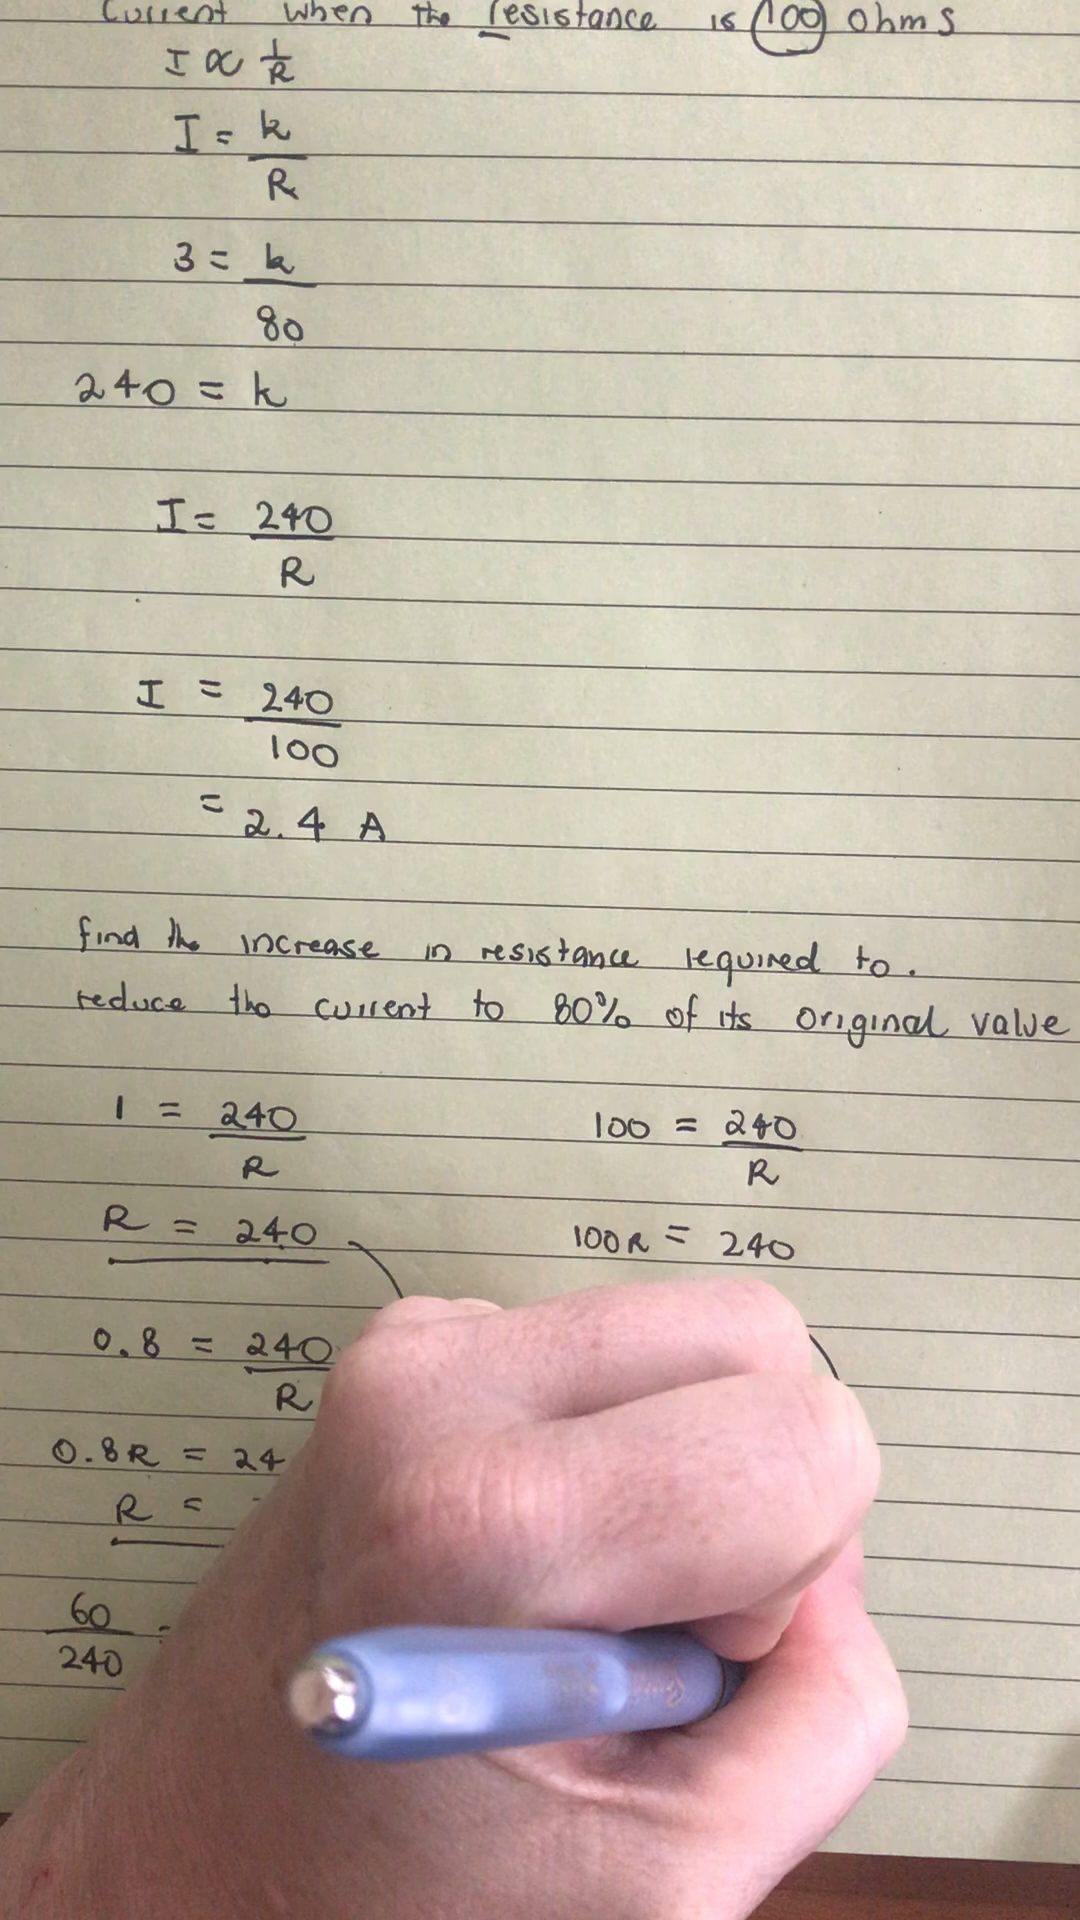 Current when the resistance is 100 ohms
I ∝ 1/R
I = k/R
3 = k/80
240 = k
I = 240/R
I = 240/100
= 2.4 A
find the increase in resistance required to.
reduce the current to 80% of its original value
1 = 240/R
100 = 240/R
R = 240
100R = 240
0.8 = 240/R
0.8R = 24
R =
60/240 =